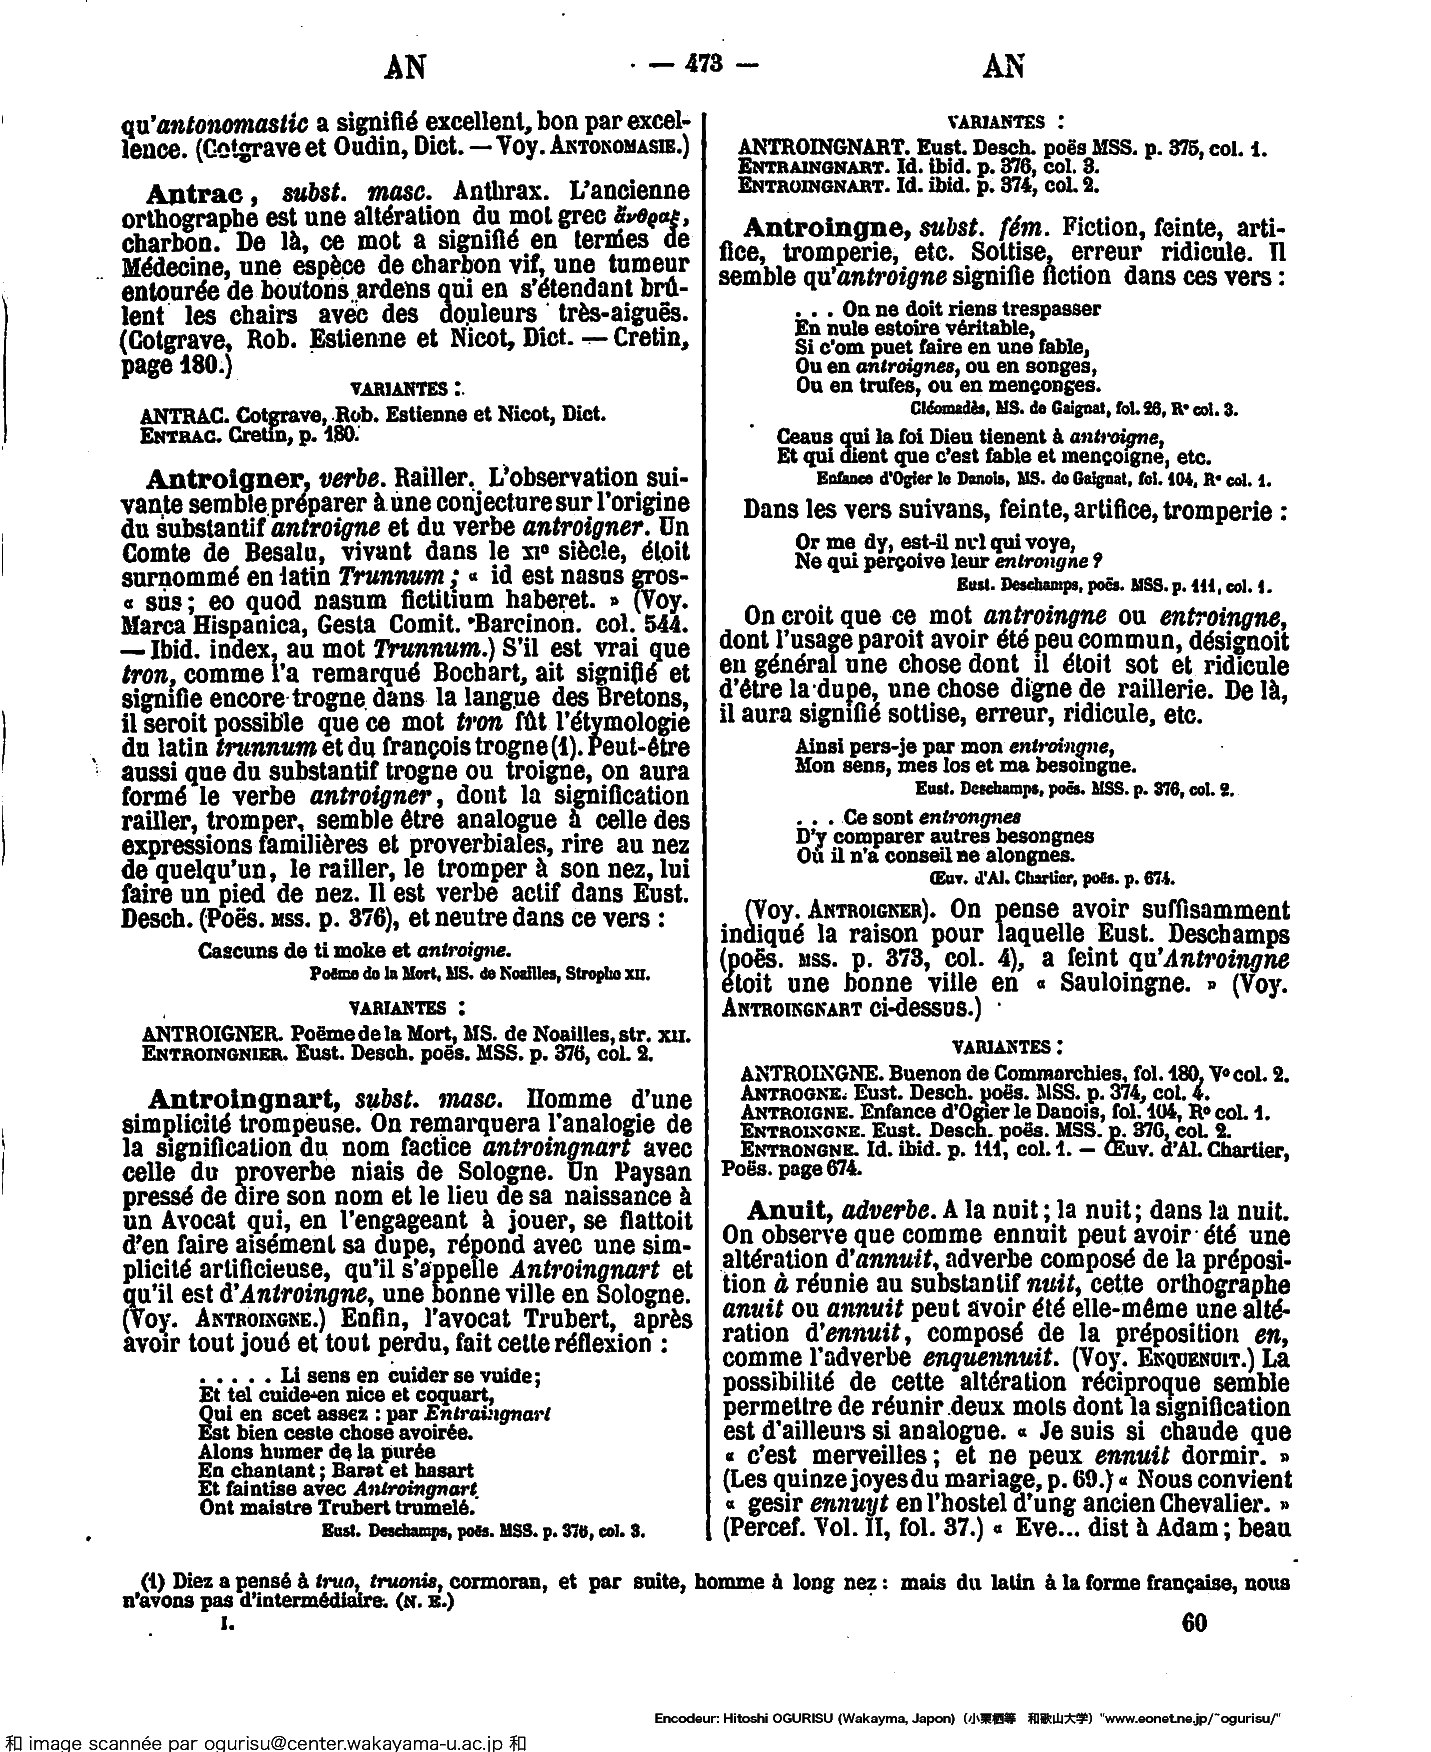 AN — 473 — AN
qu'antonomastic a signifié excellent, bon par excel-
lence. (Cotgrave et Oudin, Dict. — Voy. ANTONOMASIE.)
Antrac, subst. masc. Anthrax. L'ancienne
orthographe est une altération du mot grec ἄνθραξ,
charbon. De là, ce mot a signifié en termes de
Médecine, une espèce de charbon vif, une tumeur
entourée de boutons ardens qui en s'étendant brû-
lent les chairs avec des douleurs très-aiguës.
(Cotgrave, Rob. Estienne et Nicot, Dict. — Cretin,
page 180.)
VARIANTES :
ANTRAC. Cotgrave, Rob. Estienne et Nicot, Dict.
ENTRAC. Cretin, p. 180.
Antroigner, verbe. Railler. L'observation sui-
vante semble préparer à une conjecture sur l'origine
du substantif antroigne et du verbe antroigner. Un
Comte de Besalu, vivant dans le XIe siècle, étoit
surnommé en latin Trunnum ; « id est nasus gros-
« sus ; eo quod nasum fictitium haberet. » (Voy.
Marca Hispanica, Gesta Comit. Barcinon. col. 544.
— Ibid. index, au mot Trunnum.) S'il est vrai que
tron, comme l'a remarqué Bochart, ait signifié et
signifie encore trogne dans la langue des Bretons,
il seroit possible que ce mot tron fût l'étymologie
du latin trunnum et du françois trogne (1). Peut-être
aussi que du substantif trogne ou troigne, on aura
formé le verbe antroigner, dont la signification
railler, tromper, semble être analogue à celle des
expressions familières et proverbiales, rire au nez
de quelqu'un, le railler, le tromper à son nez, lui
faire un pied de nez. Il est verbe actif dans Eust.
Desch. (Poës. MSS. p. 376), et neutre dans ce vers :
Cascuns de ti moke et antroigne.
Poëme de la Mort, MS. de Noailles, Strophe XII.
VARIANTES :
ANTROIGNER. Poëme de la Mort, MS. de Noailles, str. XII.
ENTROINGNIER. Eust. Desch. poës. MSS. p. 376, col. 2.
Antroingnart, subst. masc. Homme d'une
simplicité trompeuse. On remarquera l'analogie de
la signification du nom factice antroingnart avec
celle du proverbe niais de Sologne. Un Paysan
pressé de dire son nom et le lieu de sa naissance à
un Avocat qui, en l'engageant à jouer, se flattoit
d'en faire aisément sa dupe, répond avec une sim-
plicité artificieuse, qu'il s'appelle Antroingnart et
qu'il est d'Antroingne, une bonne ville en Sologne.
(Voy. ANTROINGNE.) Enfin, l'avocat Trubert, après
avoir tout joué et tout perdu, fait cette réflexion :
. . . . . Li sens en cuider se vuide ;
Et tel cuide-en nice et coquart,
Qui en scet assez : par Entraingnart
Est bien ceste chose avoirée.
Alons humer de la purée
En chantant ; Barat et hasart
Et faintise avec Antroingnart
Ont maistre Trubert trumelé.
Eust. Deschamps, poës. MSS. p. 376, col. 3.
VARIANTES :
ANTROINGNART. Eust. Desch. poës MSS. p. 375, col. 1.
ENTRAINGNART. Id. ibid. p. 376, col. 3.
ENTROINGNART. Id. ibid. p. 374, col. 2.
Antroingne, subst. fém. Fiction, feinte, arti-
fice, tromperie, etc. Sottise, erreur ridicule. Il
semble qu'antroigne signifie fiction dans ces vers :
. . . On ne doit riens trespasser
En nule estoire véritable,
Si c'om puet faire en une fable,
Ou en antroignes, ou en songes,
Ou en trufes, ou en mençonges.
Cléomadès, MS. de Gaignat, fol. 26, R° col. 3.
Ceaus qui la foi Dieu tienent à antroigne,
Et qui dient que c'est fable et mençoigne, etc.
Enfance d'Ogier le Danois, MS. de Gaignat, fol. 104, R° col. 1.
Dans les vers suivans, feinte, artifice, tromperie :
Or me dy, est-il nul qui voye,
Ne qui perçoive leur entrongne ?
Eust. Deschamps, poës. MSS. p. 111, col. 1.
On croit que ce mot antroingne ou entroingne,
dont l'usage paroit avoir été peu commun, désignoit
en général une chose dont il étoit sot et ridicule
d'être la dupe, une chose digne de raillerie. De là,
il aura signifié sottise, erreur, ridicule, etc.
Ainsi pers-je par mon entroingne,
Mon sens, mes los et ma besoingne.
Eust. Deschamps, poës. MSS. p. 376, col. 2.
. . . Ce sont entrongnes
D'y comparer autres besongnes
Où il n'a conseil ne alongnes.
Œuv. d'Al. Chartier, poës. p. 674.
(Voy. ANTROIGNER). On pense avoir suffisamment
indiqué la raison pour laquelle Eust. Deschamps
(poës. MSS. p. 373, col. 4), a feint qu'Antroingne
étoit une bonne ville en « Sauloingne. » (Voy.
ANTROINGNART ci-dessus.)
VARIANTES :
ANTROINGNE. Buenon de Commarchies, fol. 180, V° col. 2.
ANTROGNE. Eust. Desch. poës. MSS. p. 374, col. 4.
ANTROIGNE. Enfance d'Ogier le Danois, fol. 104, R° col. 1.
ENTROINGNE. Eust. Desch. poës. MSS. p. 376, col. 2.
ENTRONGNE. Id. ibid. p. 111, col. 1. — Œuv. d'Al. Chartier,
Poës. page 674.
Anuit, adverbe. A la nuit ; la nuit ; dans la nuit.
On observe que comme ennuit peut avoir été une
altération d'annuit, adverbe composé de la préposi-
tion à réunie au substantif nuit, cette orthographe
anuit ou annuit peut avoir été elle-même une alté-
ration d'ennuit, composé de la préposition en,
comme l'adverbe enquennuit. (Voy. ENQUENUIT.) La
possibilité de cette altération réciproque semble
permettre de réunir deux mots dont la signification
est d'ailleurs si analogue. « Je suis si chaude que
« c'est merveilles ; et ne peux ennuit dormir. »
(Les quinze joyes du mariage, p. 69.) « Nous convient
« gesir ennuyt en l'hostel d'ung ancien Chevalier. »
(Percef. Vol. II, fol. 37.) « Eve... dist à Adam ; beau
(1) Diez a pensé à truo, truonis, cormoran, et par suite, homme à long nez : mais du latin à la forme française, nous
n'avons pas d'intermédiaire. (N. E.)
I. 60
Encodeur: Hitoshi OGURISU (Wakayma, Japon) (小栗栖等 和歌山大学) "www.eonet.ne.jp/~ogurisu/"
和 image scannée par ogurisu@center.wakayama-u.ac.jp 和